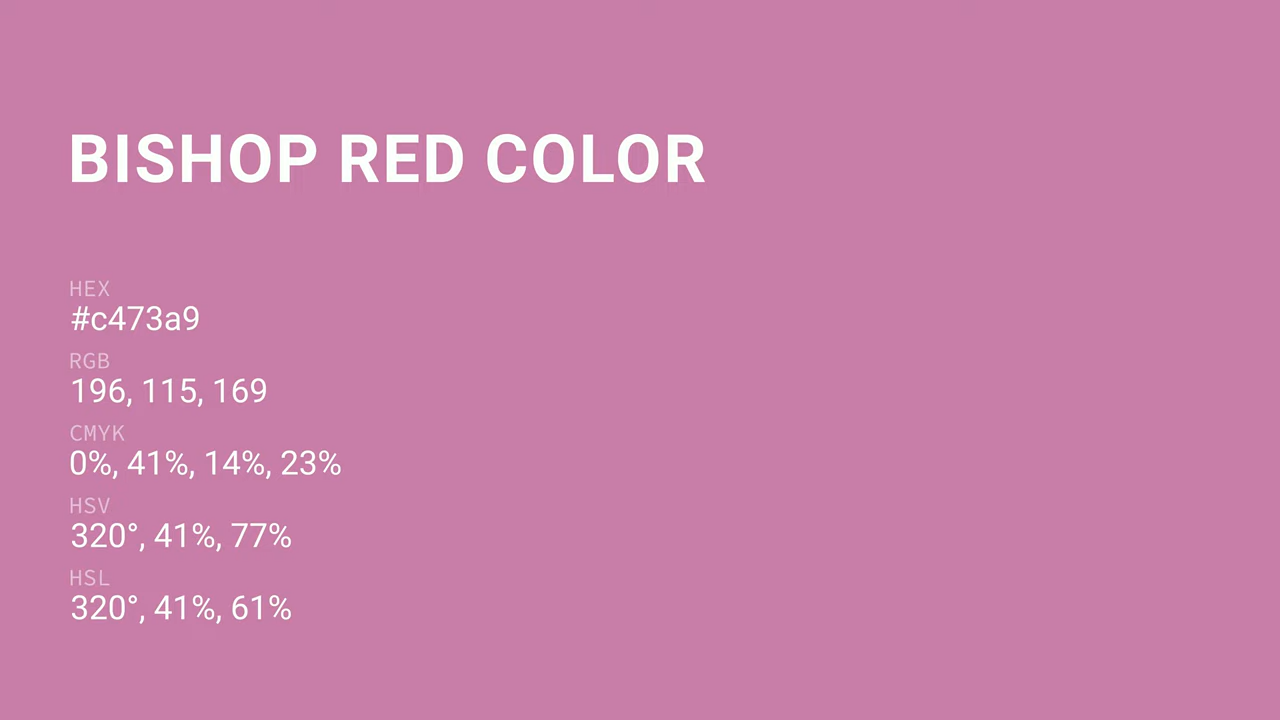 BISHOP RED COLOR
HEX
#c473a9
RGB
196, 115, 169
CMYK
0%, 41%, 14%, 23%
HSV
320°, 41%, 77%
HSL
320°, 41%, 61%